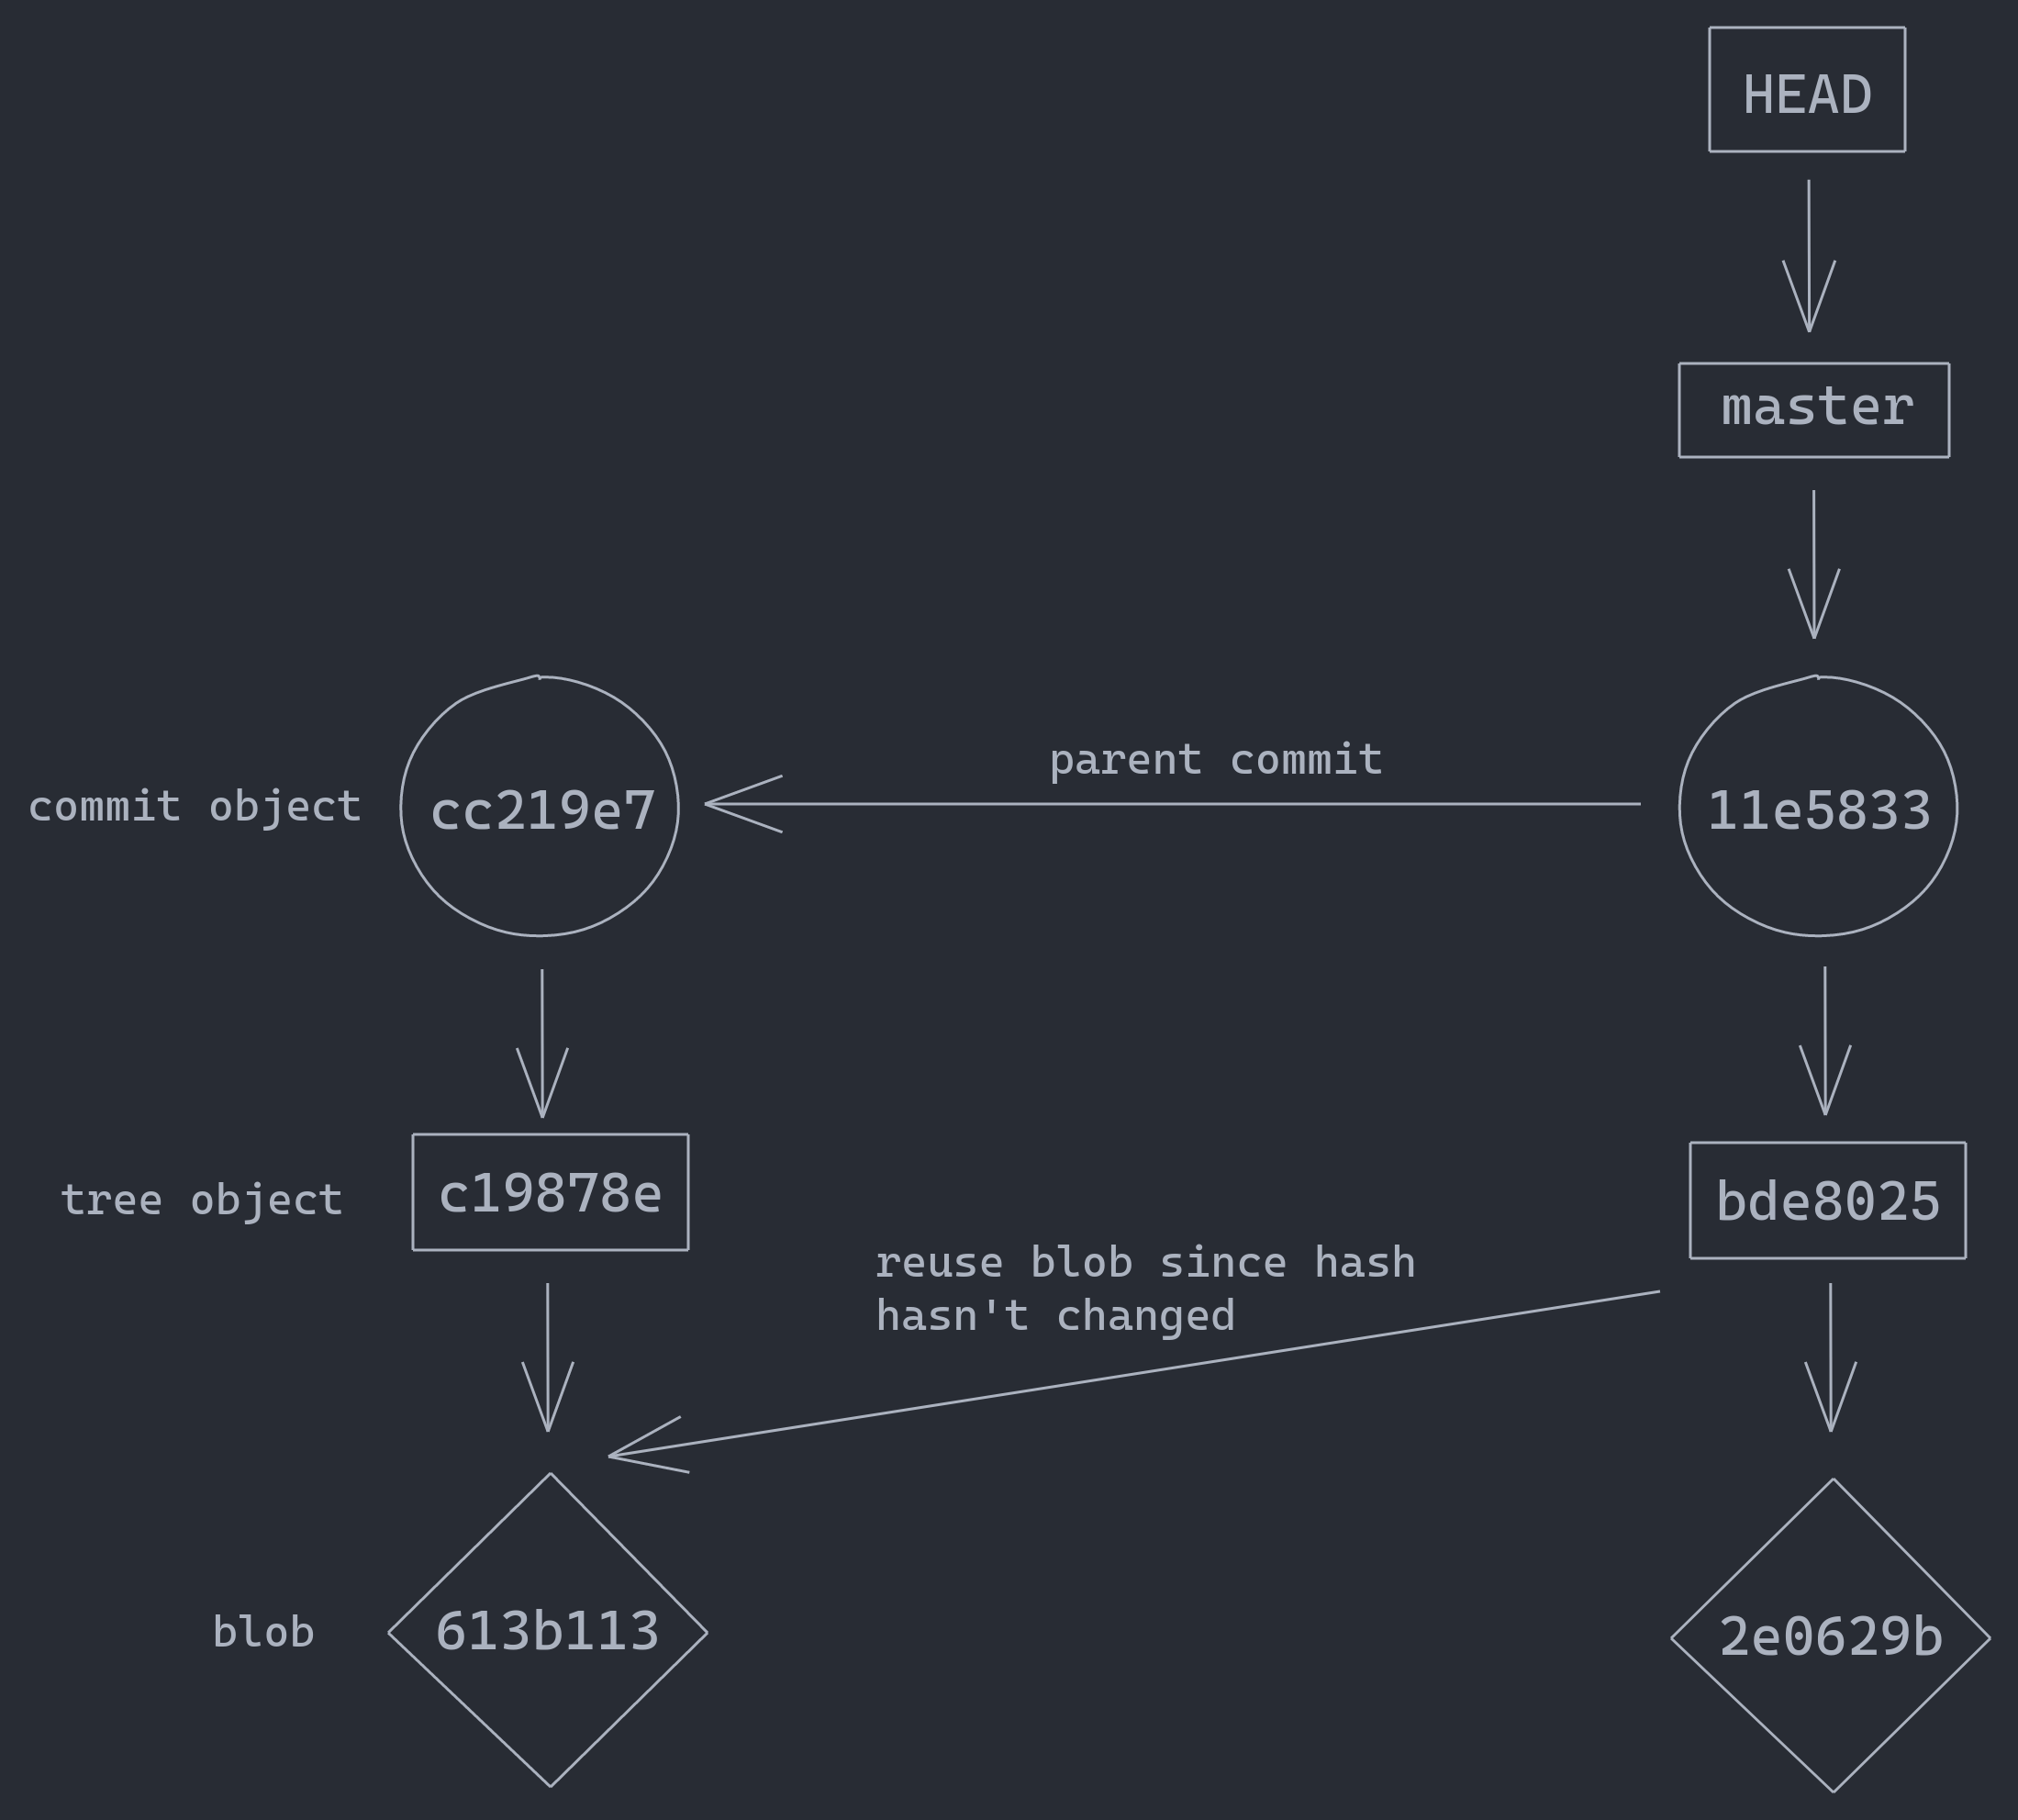 HEAD
master
parent commit
commit object
cc219e7
11e5833
tree object
c19878e
bde8025
reuse blob since hash
hasn't changed
blob
613b113
2e0629b